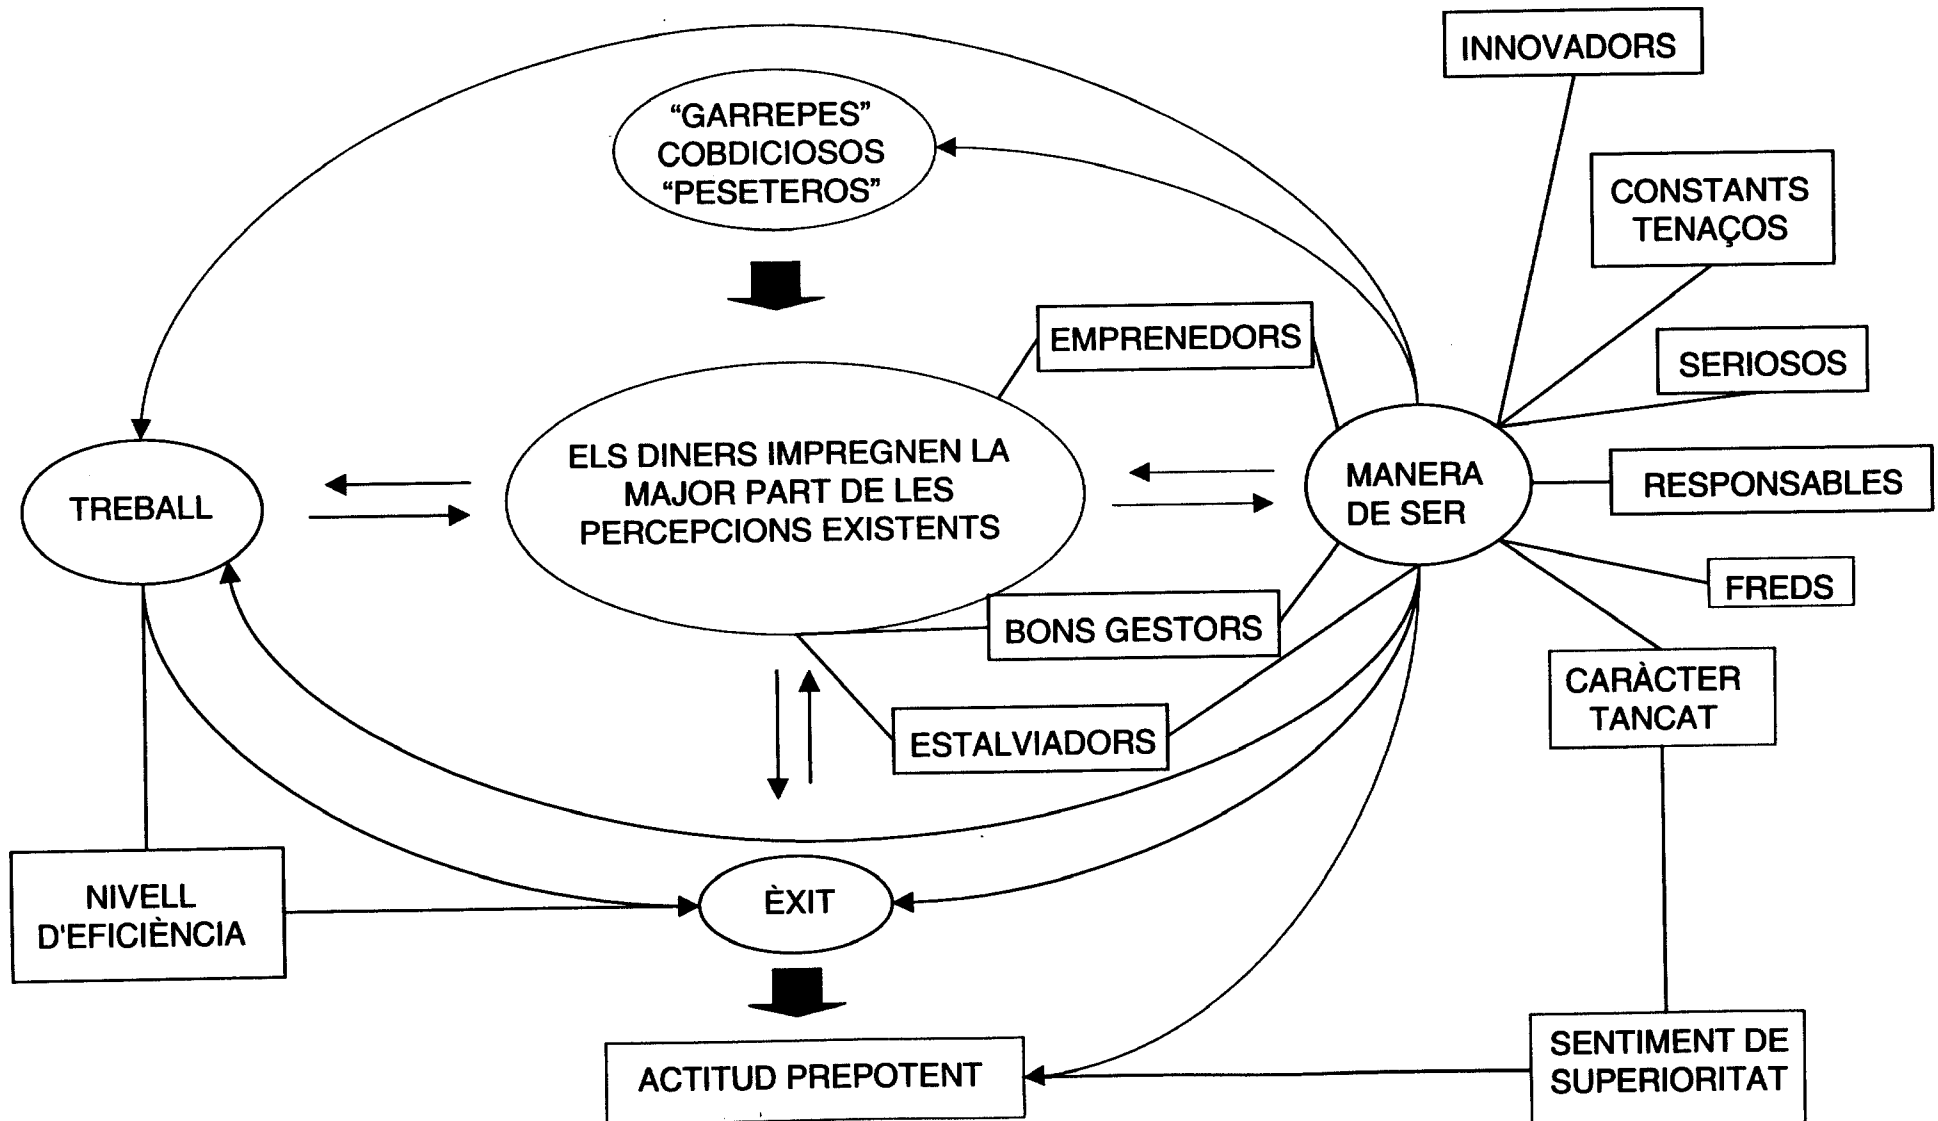 INNOVADORS
“GARREPES”
COBDICIOSOS
“PESETEROS”
CONSTANTS
TENAÇOS
EMPRENEDORS
SERIOSOS
ELS DINERS IMPREGNEN LA
MAJOR PART DE LES
PERCEPCIONS EXISTENTS
TREBALL
MANERA
DE SER
RESPONSABLES
FREDS
BONS GESTORS
CARÀCTER
TANCAT
ESTALVIADORS
NIVELL
D'EFICIÈNCIA
ÈXIT
ACTITUD PREPOTENT
SENTIMENT DE
SUPERIORITAT